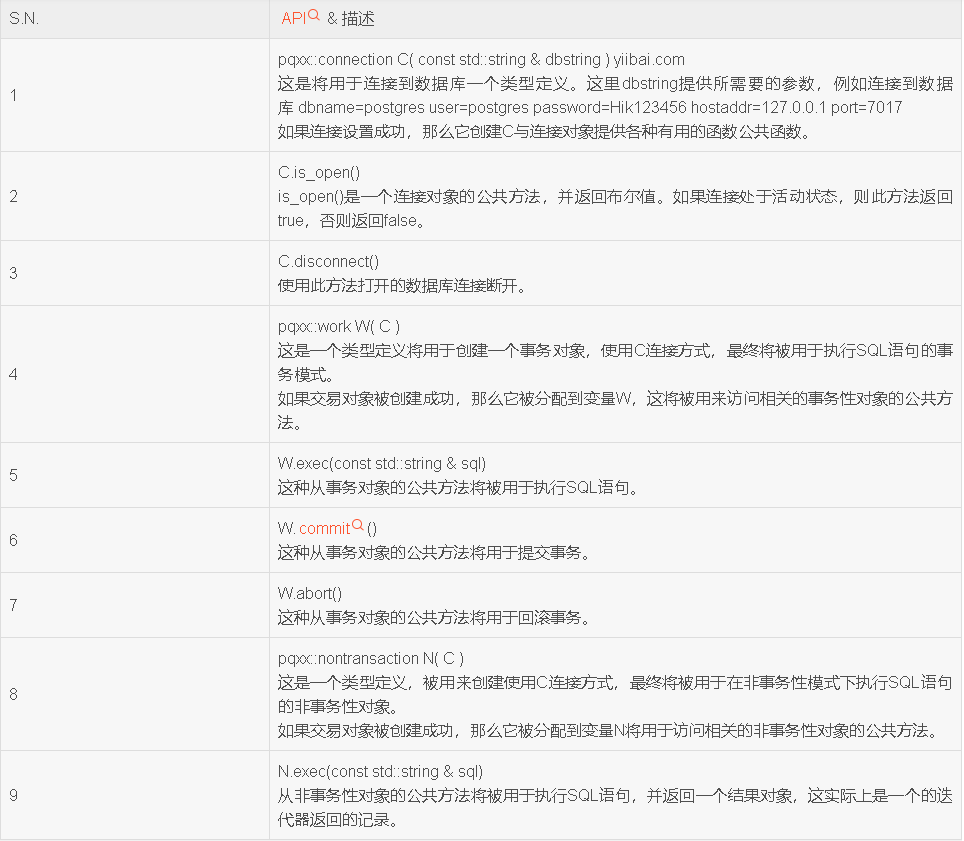 S.N.
API & 描述
1
pqxx::connection C( const std::string & dbstring ) yiibai.com
这是将用于连接到数据库一个类型定义。这里dbstring提供所需要的参数，例如连接到数据
库 dbname=postgres user=postgres password=Hik123456 hostaddr=127.0.0.1 port=7017
如果连接设置成功，那么它创建C与连接对象提供各种有用的函数公共函数。
2
C.is_open()
is_open()是一个连接对象的公共方法，并返回布尔值。如果连接处于活动状态，则此方法返回
true，否则返回false。
3
C.disconnect()
使用此方法打开的数据库连接断开。
4
pqxx::work W( C )
这是一个类型定义将用于创建一个事务对象，使用C连接方式，最终将被用于执行SQL语句的事
务模式。
如果交易对象被创建成功，那么它被分配到变量W，这将被用来访问相关的事务性对象的公共方
法。
5
W.exec(const std::string & sql)
这种从事务对象的公共方法将被用于执行SQL语句。
6
W.commit()
这种从事务对象的公共方法将用于提交事务。
7
W.abort()
这种从事务对象的公共方法将用于回滚事务。
8
pqxx::nontransaction N( C )
这是一个类型定义，被用来创建使用C连接方式，最终将被用于在非事务性模式下执行SQL语句
的非事务性对象。
如果交易对象被创建成功，那么它被分配到变量N将用于访问相关的非事务性对象的公共方法。
9
N.exec(const std::string & sql)
从非事务性对象的公共方法将被用于执行SQL语句，并返回一个结果对象，这实际上是一个的迭
代器返回的记录。